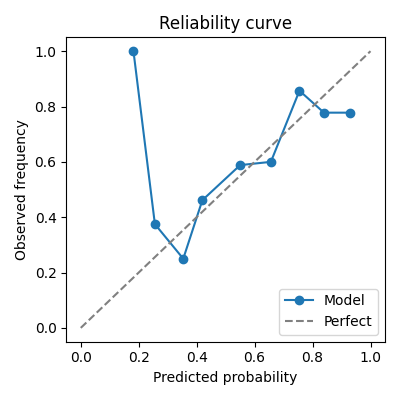 Reliability curve
Observed frequency
1.0
0.8
0.6
0.4
0.2
0.0
0.0 0.2 0.4 0.6 0.8 1.0
Predicted probability
Model
Perfect